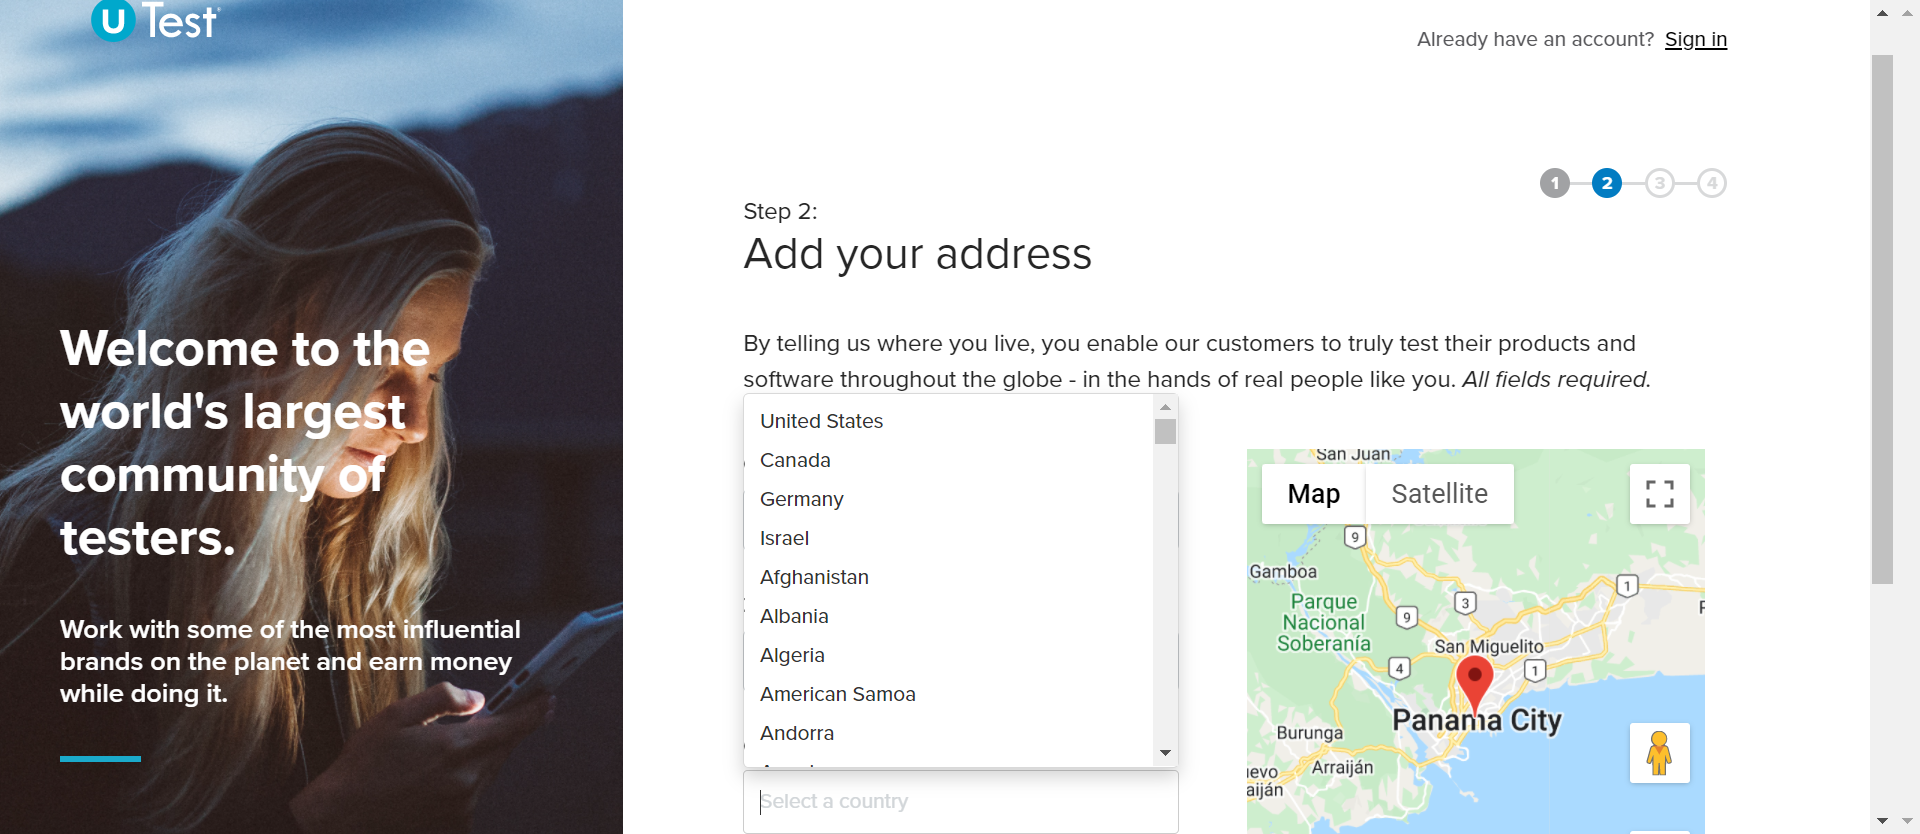 U Test
Already have an account? Sign in
1 2 3 4
Step 2:
Add your address
Welcome to the
world's largest
community of
testers.
Work with some of the most influential
brands on the planet and earn money
while doing it.
By telling us where you live, you enable our customers to truly test their products and
software throughout the globe - in the hands of real people like you. All fields required.
United States
Canada
Germany
Israel
Afghanistan
Albania
Algeria
American Samoa
Andorra
Select a country
San Juan
Map Satellite
9
Gamboa
1
Parque
Nacional
Soberanía
3
9
San Miguelito
4
1
Panama City
Burunga
Arraiján